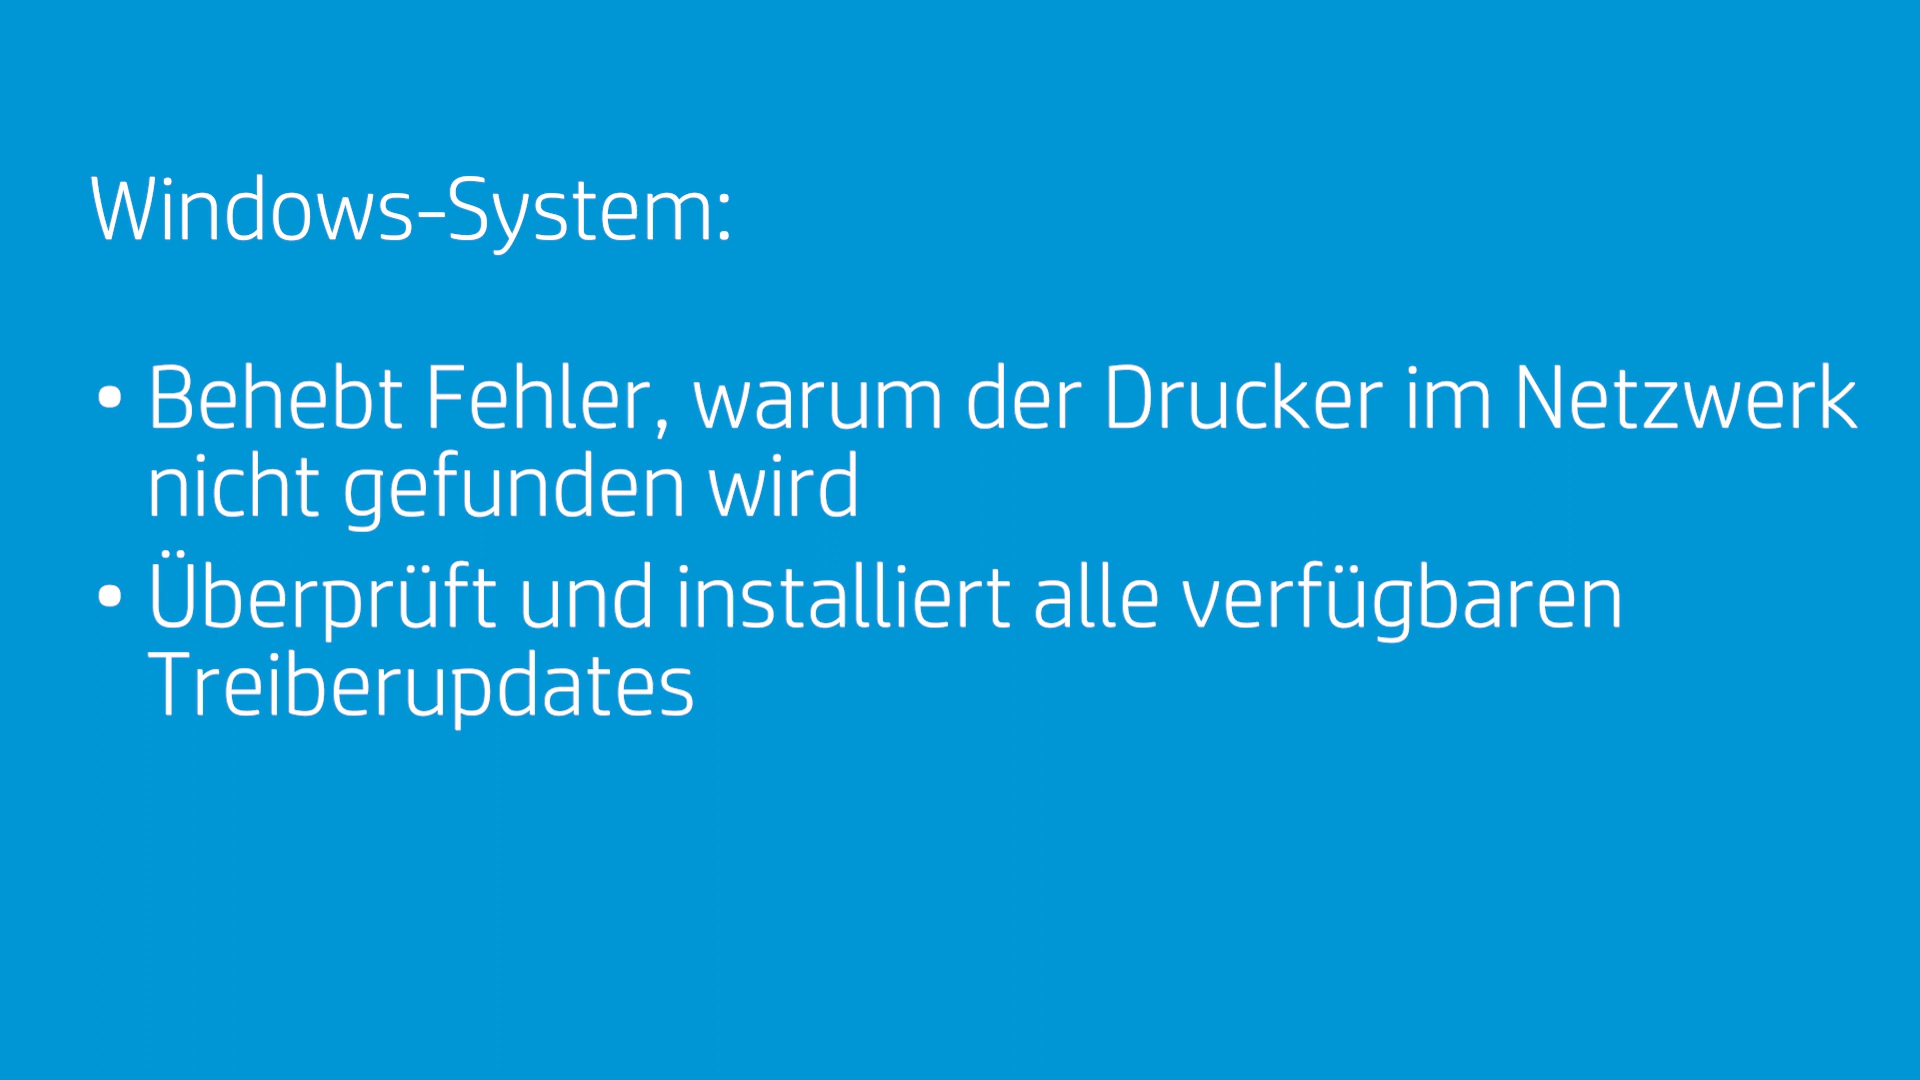 Windows-System:
• Behebt Fehler, warum der Drucker im Netzwerk
nicht gefunden wird
• Überprüft und installiert alle verfügbaren
Treiberupdates